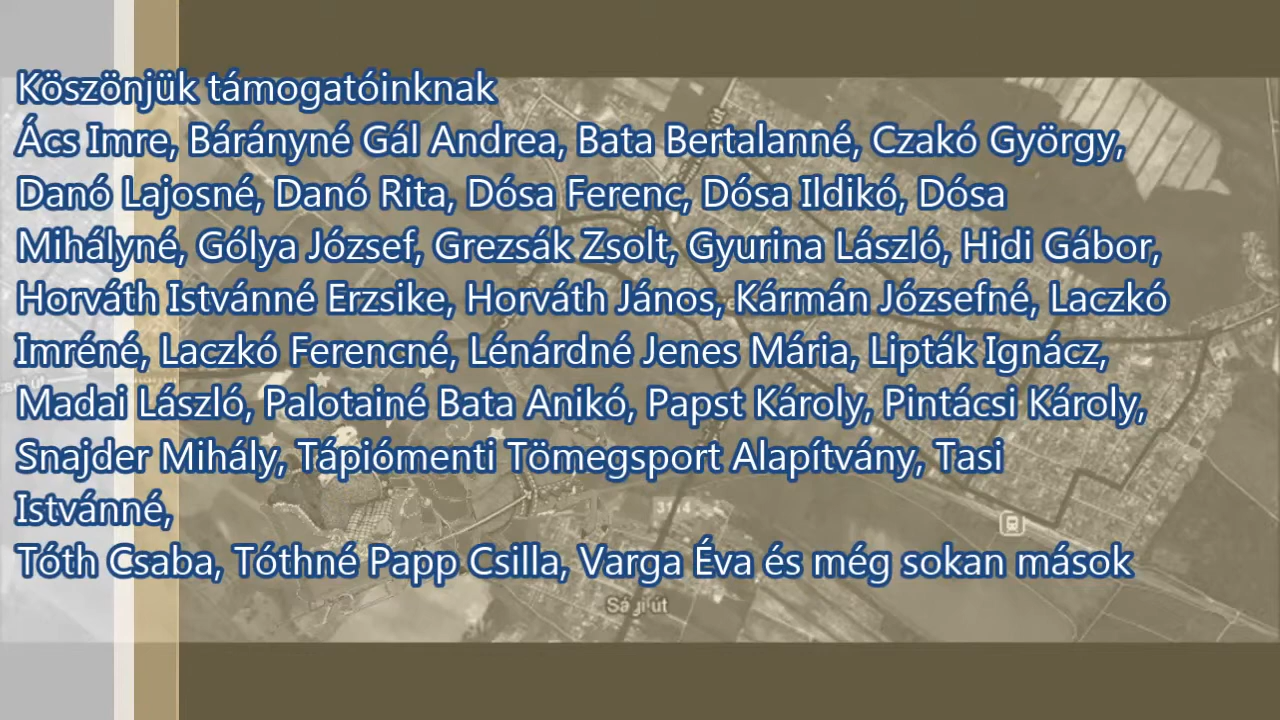 Köszönjük támogatóinknak
Ács Imre, Bárányné Gál Andrea, Bata Bertalanné, Czakó György,
Danó Lajosné, Danó Rita, Dósa Ferenc, Dósa Ildikó, Dósa
Mihályné, Gólya József, Grezsák Zsolt, Gyurina László, Hidi Gábor,
Horváth Istvánné Erzsike, Horváth János, Kármán Józsefné, Laczkó
Imréné, Laczkó Ferencné, Lénárdné Jenes Mária, Lipták Ignácz,
Madai László, Palotainé Bata Anikó, Papst Károly, Pintácsi Károly,
Snajder Mihály, Tápiómenti Tömegsport Alapítvány, Tasi
Istvánné,
Tóth Csaba, Tóthné Papp Csilla, Varga Éva és még sokan mások
Sági út